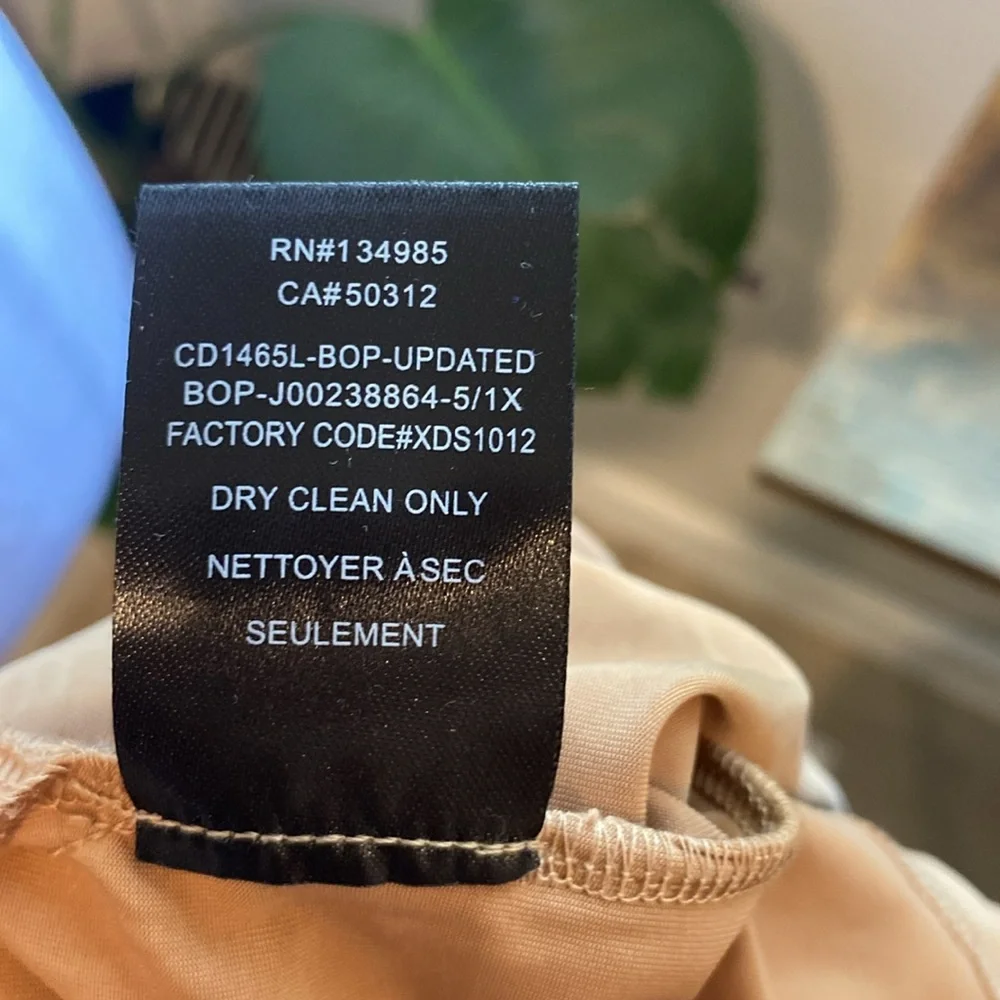 RN#134985
CA#50312
CD1465L-BOP-UPDATED
BOP-J00238864-5/1X
FACTORY CODE#XDS1012
DRY CLEAN ONLY
NETTOYER À SEC
SEULEMENT